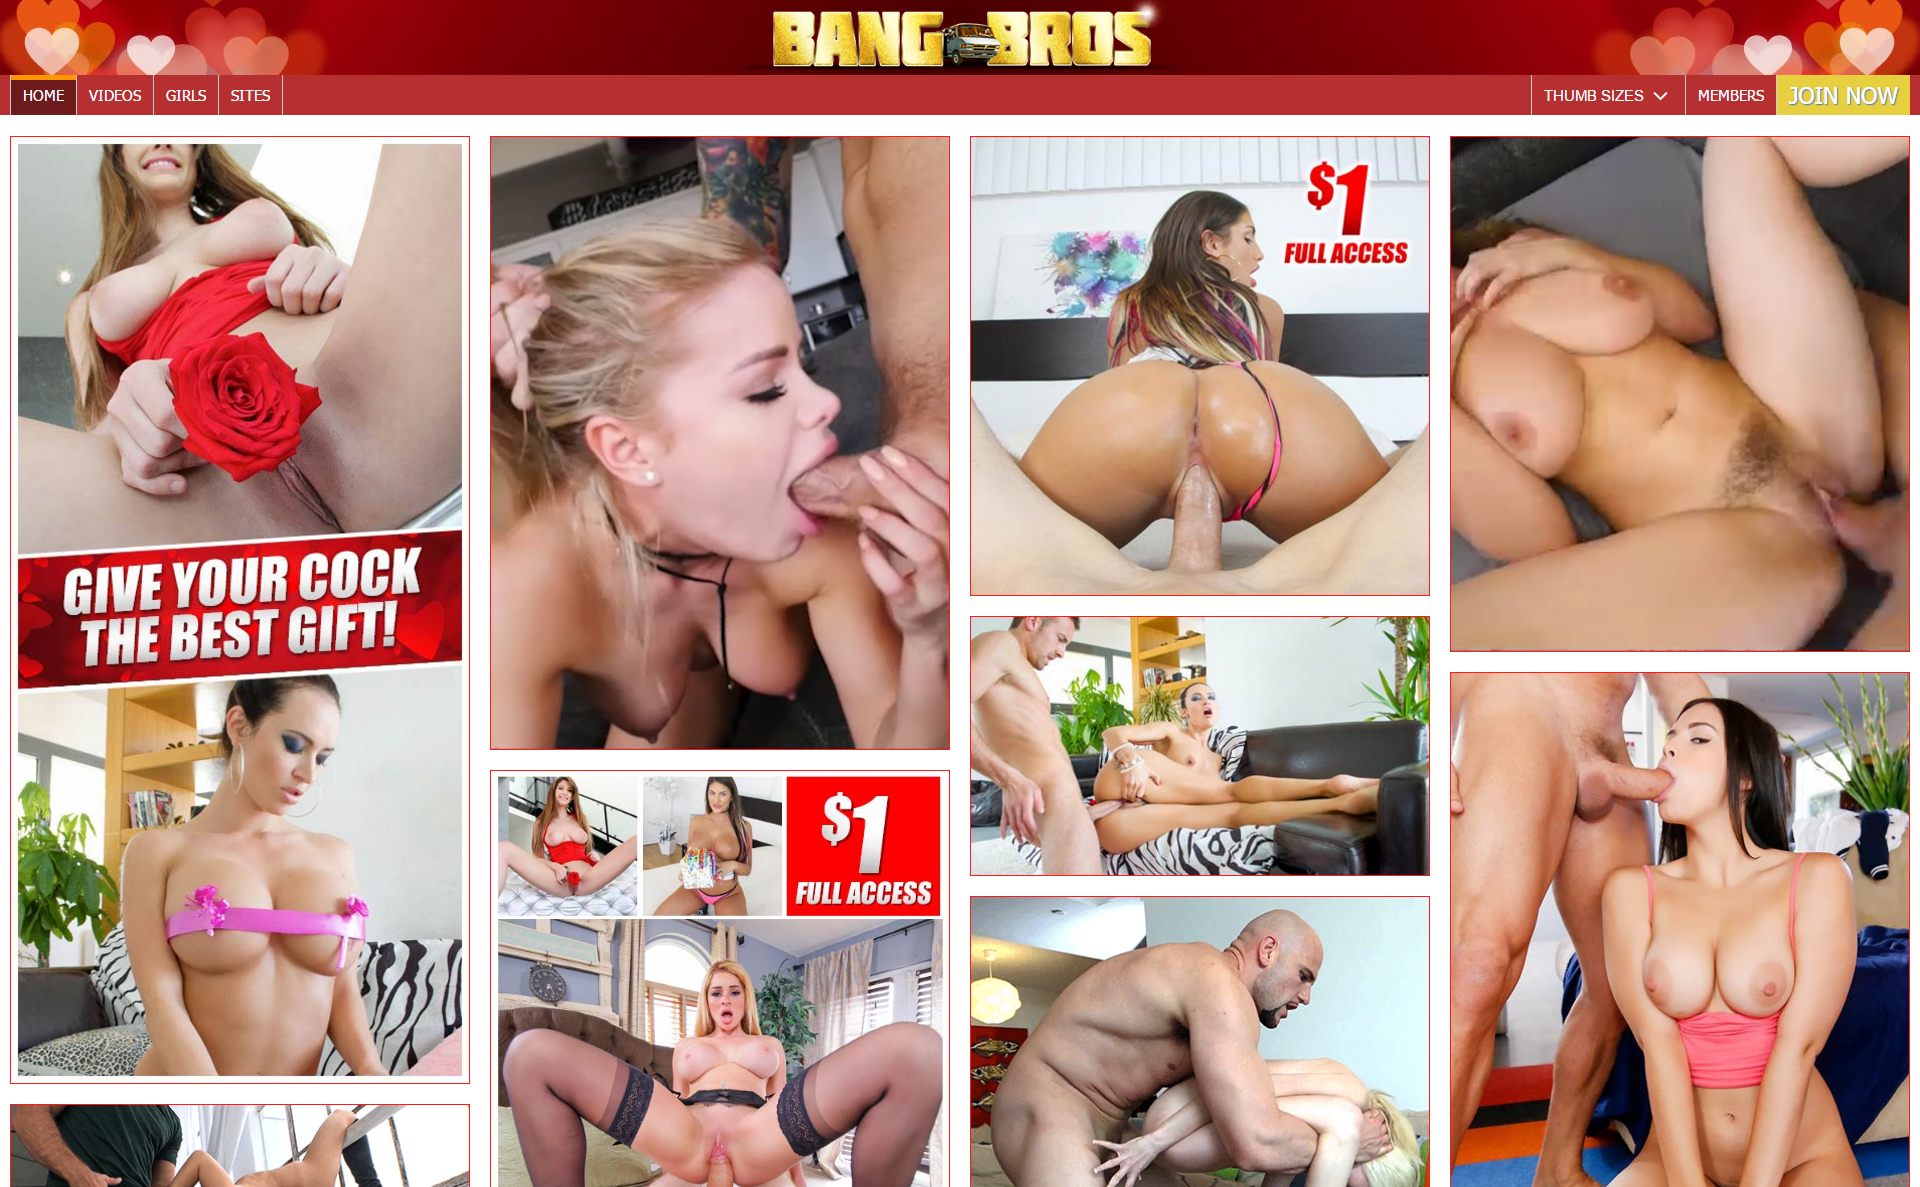 BANG BROS
HOME
VIDEOS
GIRLS
SITES
THUMB SIZES
MEMBERS
JOIN NOW
GIVE YOUR COCK
THE BEST GIFT!
$1
FULL ACCESS
$1
FULL ACCESS